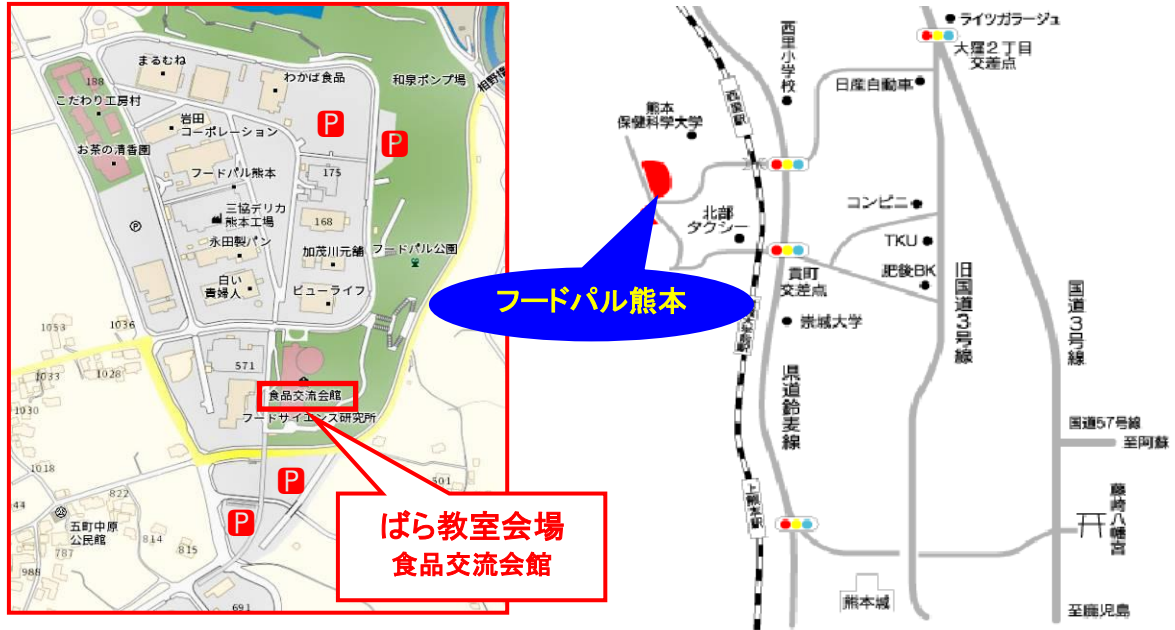 まるむね
わかば食品
和泉ポンプ場
188
こだわり工房村
岩田
コーポレーション
P
P
お茶の清香園
フードパル熊本
175
三協デリカ
熊本工場
168
P
永田製パン
加茂川元舗
フードパル公園
白い
貴婦人
ピューライフ
1053
1036
571
1033
1028
食品交流会館
1030
フードサイエンス研究所
1018
501
P
822
44
P
五町中原
公民館
814
815
787
988
691
ばら教室会場
食品交流会館
ライツガラージュ
大窪2丁目
交差点
西里小学校
日産自動車
熊本
保健科学大学
西里駅
コンビニ
北部
タクシー
TKU
肥後BK
貢町
交差点
フードパル熊本
崇城大学
旧国道3号線
国道3号線
県道鈴麦線
国道57号線
至阿蘇
上熊本駅
藤崎八幡宮
熊本城
至鹿児島